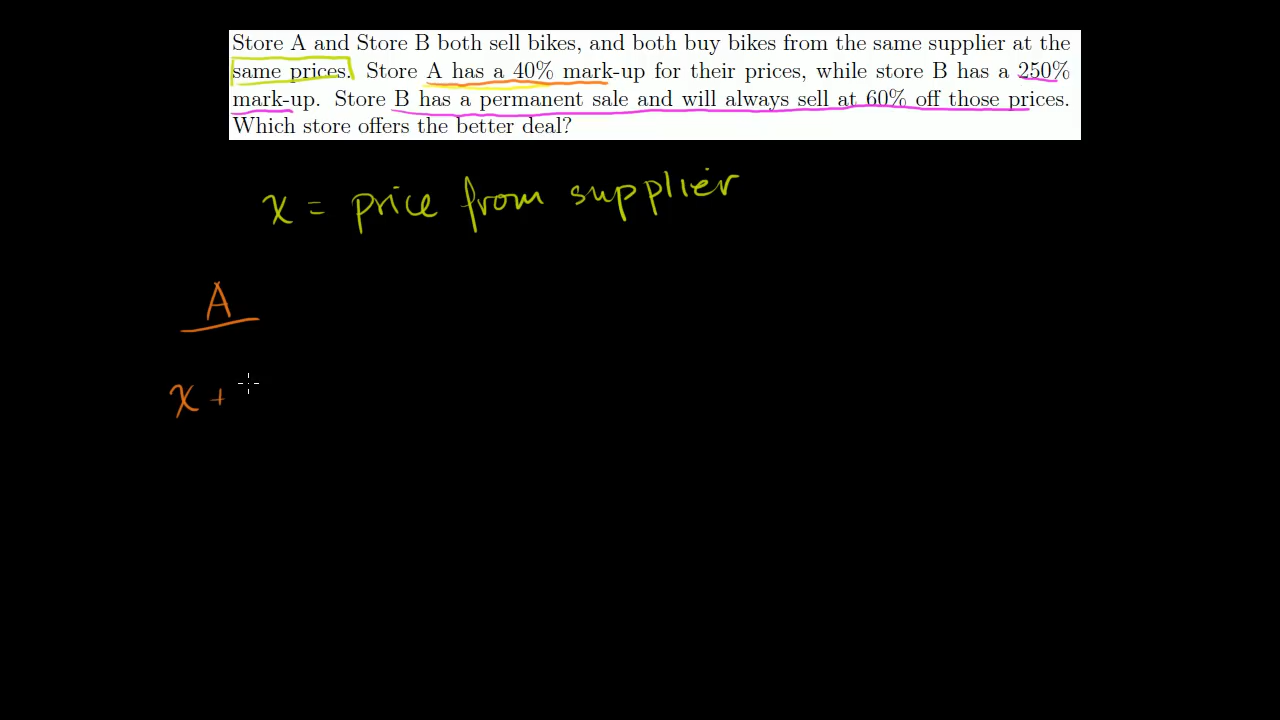 Store A and Store B both sell bikes, and both buy bikes from the same supplier at the
same prices. Store A has a 40% mark-up for their prices, while store B has a 250%
mark-up. Store B has a permanent sale and will always sell at 60% off those prices.
Which store offers the better deal?
x = price from supplier
A
x +